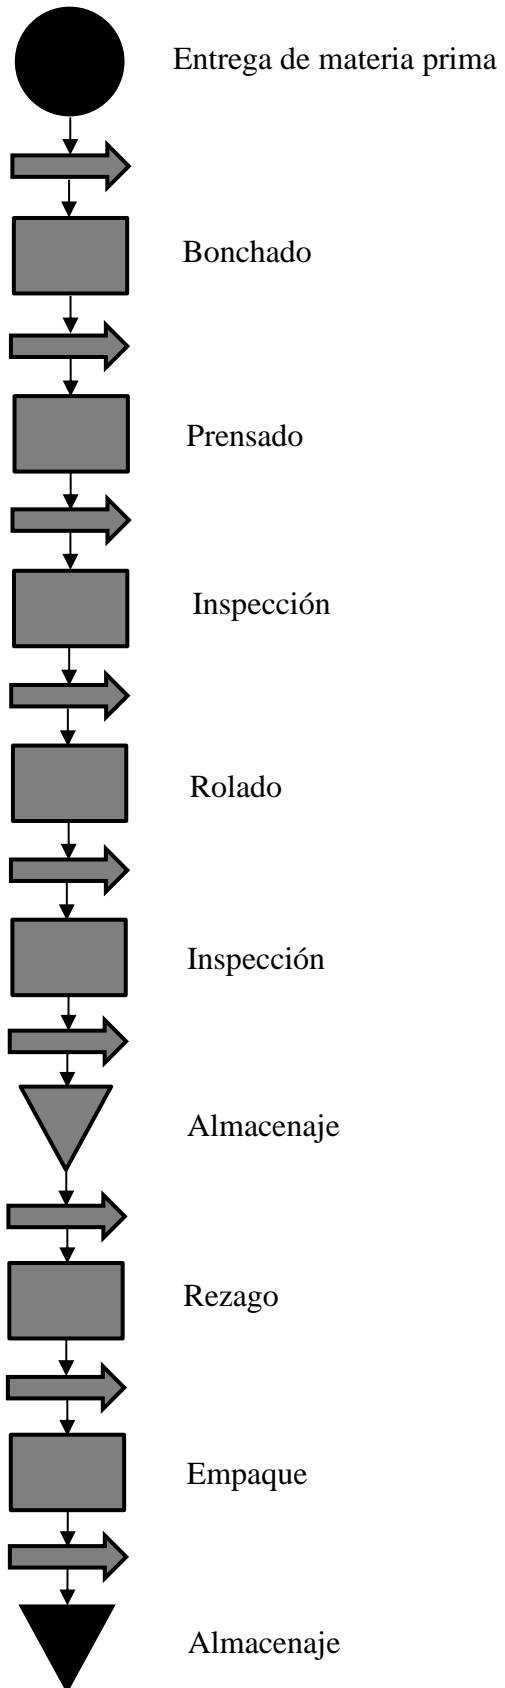 Entrega de materia prima
Bonchado
Prensado
Inspección
Rolado
Inspección
Almacenaje
Rezago
Empaque
Almacenaje